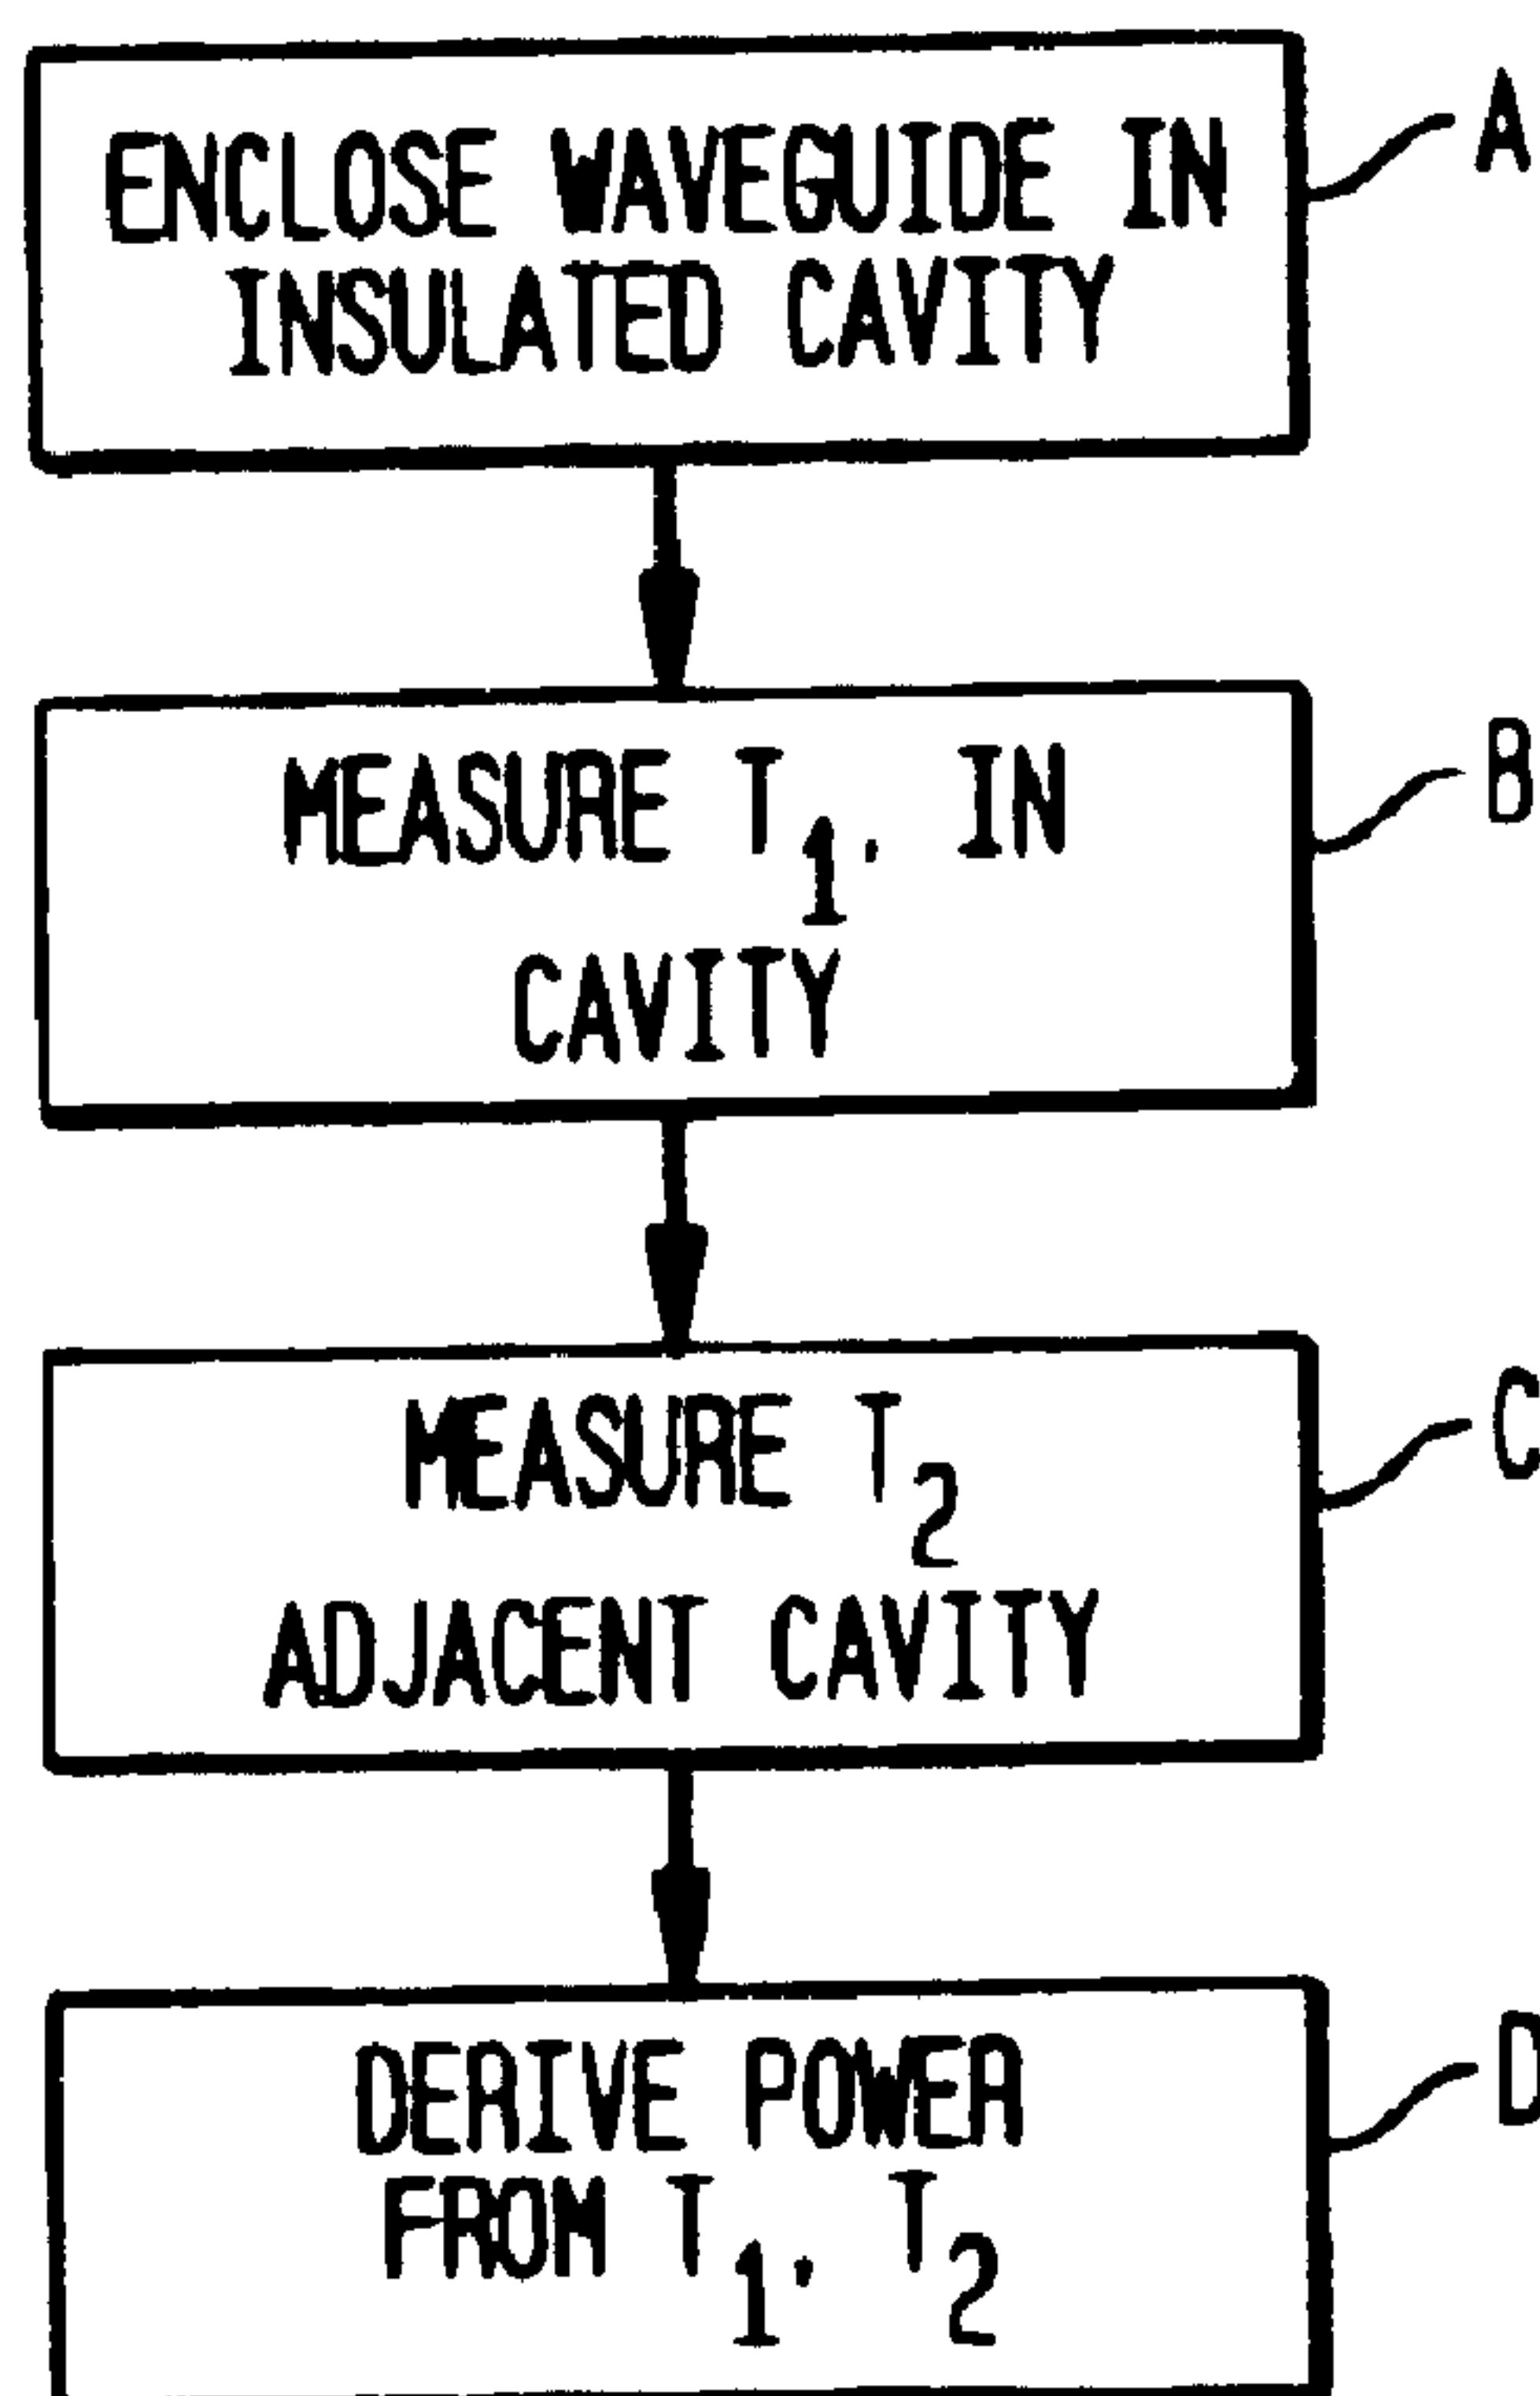 ENCLOSE WAVEGUIDE IN
INSULATED CAVITY
A
MEASURE T1, IN
CAVITY
B
MEASURE T2
ADJACENT CAVITY
C
DERIVE POWER
FROM T1, T2
D